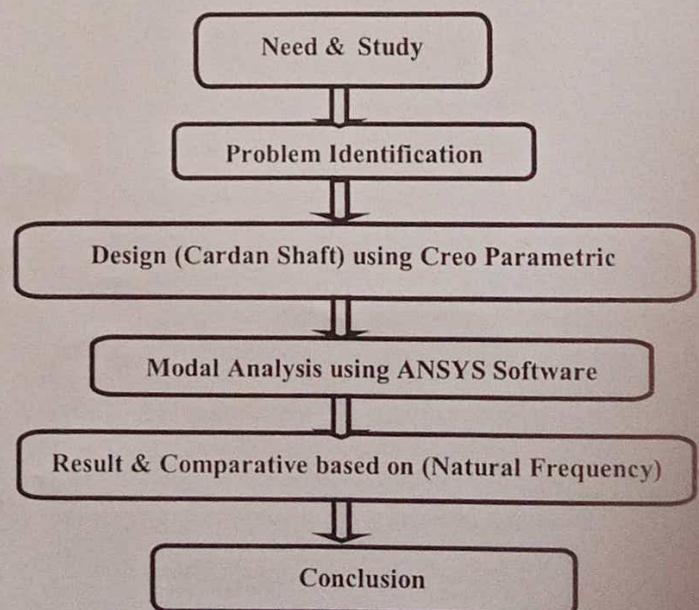 Need & Study
Problem Identification
Design (Cardan Shaft) using Creo Parametric
Modal Analysis using ANSYS Software
Result & Comparative based on (Natural Frequency)
Conclusion